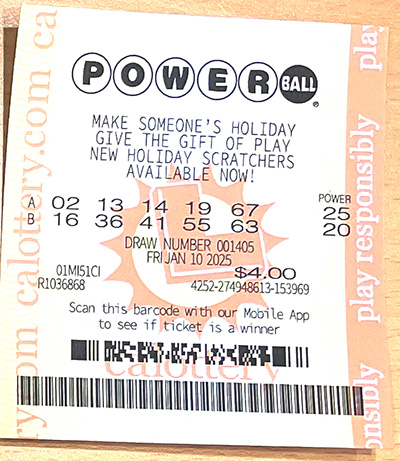 POWERBALL®
MAKE SOMEONE'S HOLIDAY
GIVE THE GIFT OF PLAY
NEW HOLIDAY SCRATCHERS
AVAILABLE NOW!
POWER
A 02 13 14 19 67 25
B 16 36 41 55 63 20
DRAW NUMBER 001405
FRI JAN 10 2025
01MI51CI $4.00
R1036868 4252-274948613-153969
Scan this barcode with our Mobile App
to see if ticket is a winner
calottery.com ca
play responsibly
play
calottery